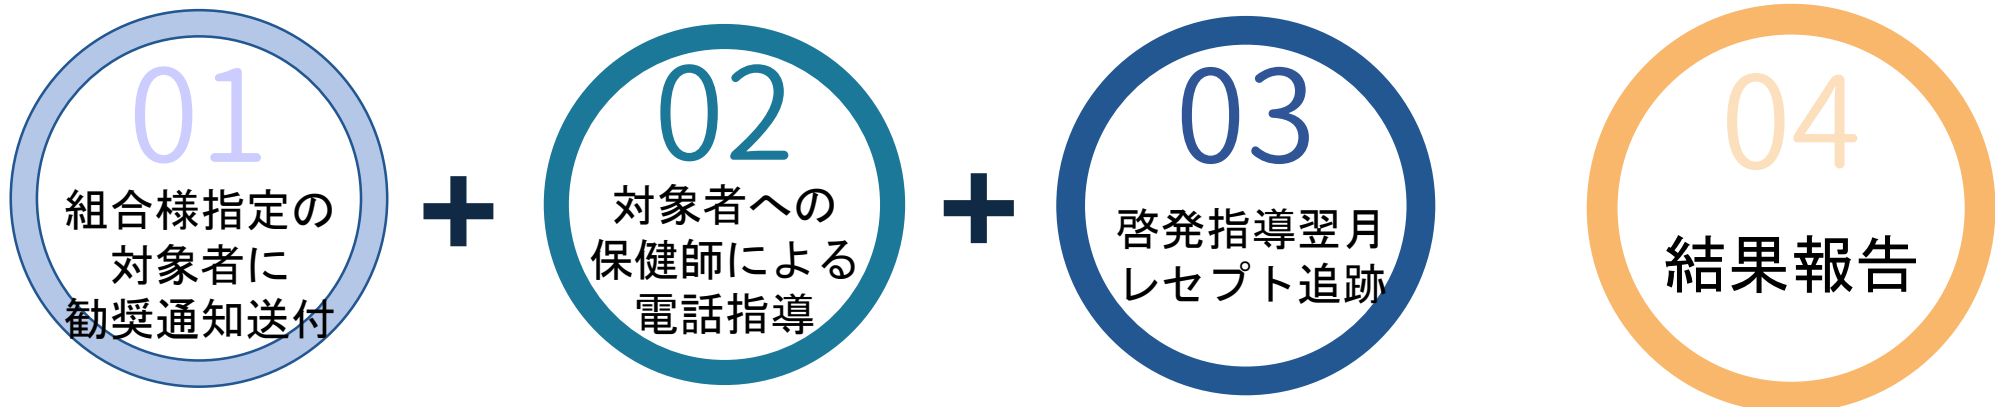 01
組合様指定の
対象者に
勧奨通知送付
+
02
対象者への
保健師による
電話指導
+
03
啓発指導翌月
レセプト追跡
04
結果報告